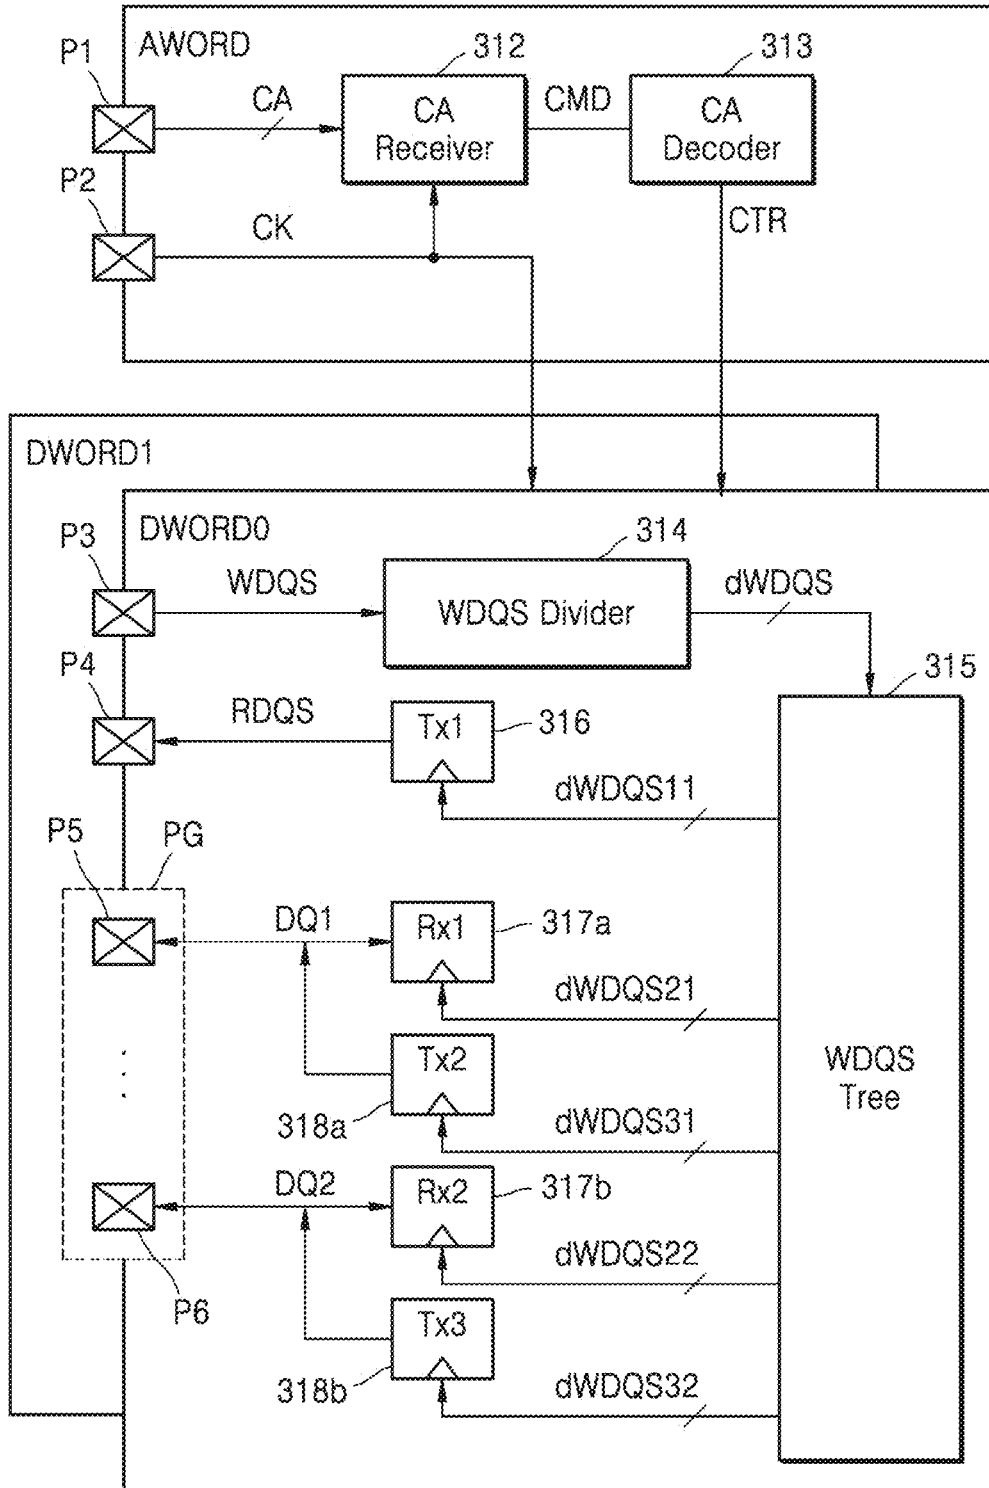 AWORD
P1
312
313
CA
CA
Receiver
CMD
CA
Decoder
P2
CK
CTR
DWORD1
DWORD0
P3
314
WDQS
WDQS Divider
dWDQS
P4
315
RDQS
Tx1
316
dWDQS11
P5
PG
DQ1
Rx1
317a
dWDQS21
WDQS
Tree
Tx2
318a
dWDQS31
DQ2
Rx2
317b
dWDQS22
P6
Tx3
318b
dWDQS32